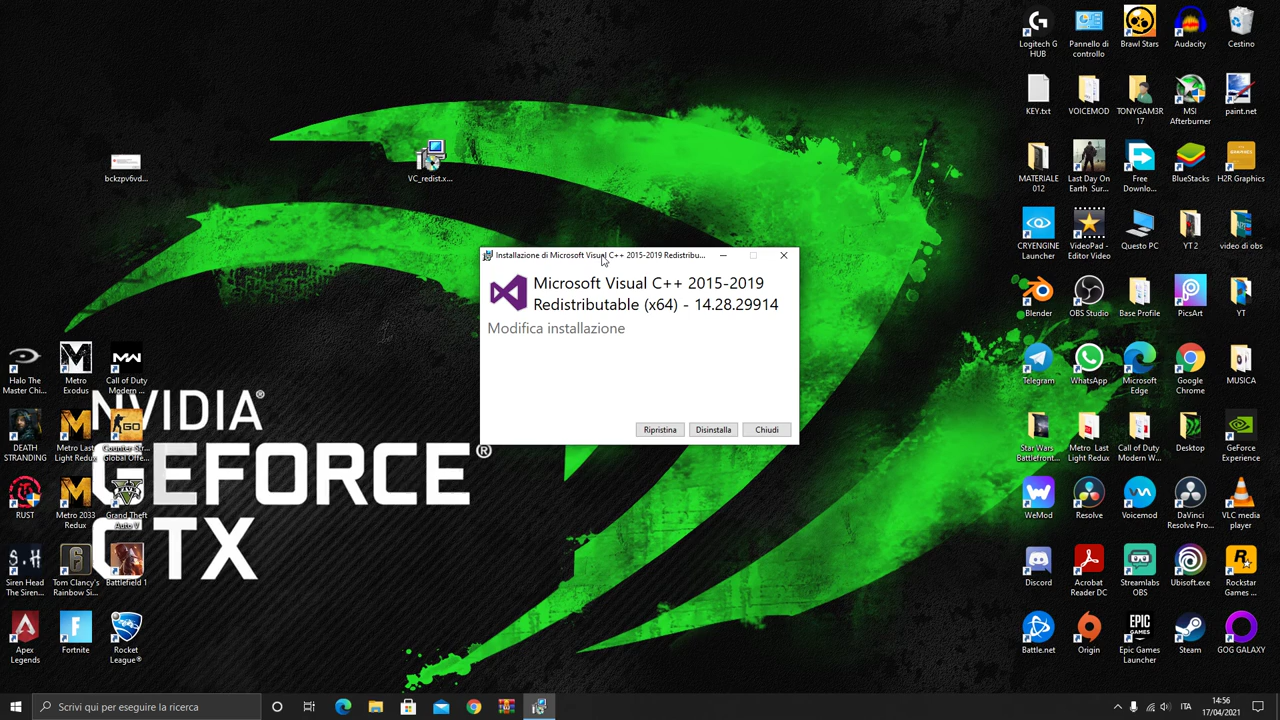 Logitech G
HUB
Pannello di
controllo
Brawl Stars
Audacity
Cestino
KEY.txt
VOICEMOD
TONYGAM3R
17
MSI
Afterburner
paint.net
bckzpv6vd...
VC_redist.x...
MATERIALE
012
Last Day On
Earth Sur...
Free
Downlo...
BlueStacks
H2R Graphics
CRYENGINE
Launcher
VideoPad -
Editor Video
Questo PC
YT 2
video di obs
Installazione di Microsoft Visual C++ 2015-2019 Redistribu...
Microsoft Visual C++ 2015-2019
Redistributable (x64) - 14.28.29914
Modifica installazione
Ripristina
Disinstalla
Chiudi
Blender
OBS Studio
Base Profile
PicsArt
YT
Halo The
Master Chi...
Metro
Exodus
Call of Duty
Modern ...
Telegram
WhatsApp
Microsoft
Edge
Google
Chrome
MUSICA
NVIDIA®
GEFORCE®
GTX
DEATH
STRANDING
Metro Last
Light Redux
Counter-Str...
Global Offe...
Star Wars
Battlefront...
Metro Last
Light Redux
Call of Duty
Modern W...
Desktop
GeForce
Experience
RUST
Metro 2033
Redux
Grand Theft
Auto V
WeMod
Resolve
Voicemod
DaVinci
Resolve Pro...
VLC media
player
Siren Head
The Siren...
Tom Clancy's
Rainbow Si...
Battlefield 1
Discord
Acrobat
Reader DC
Streamlabs
OBS
Ubisoft.exe
Rockstar
Games ...
Apex
Legends
Fortnite
Rocket
League®
Battle.net
Origin
Epic Games
Launcher
Steam
GOG GALAXY
Scrivi qui per eseguire la ricerca
ITA
14:56
17/04/2021